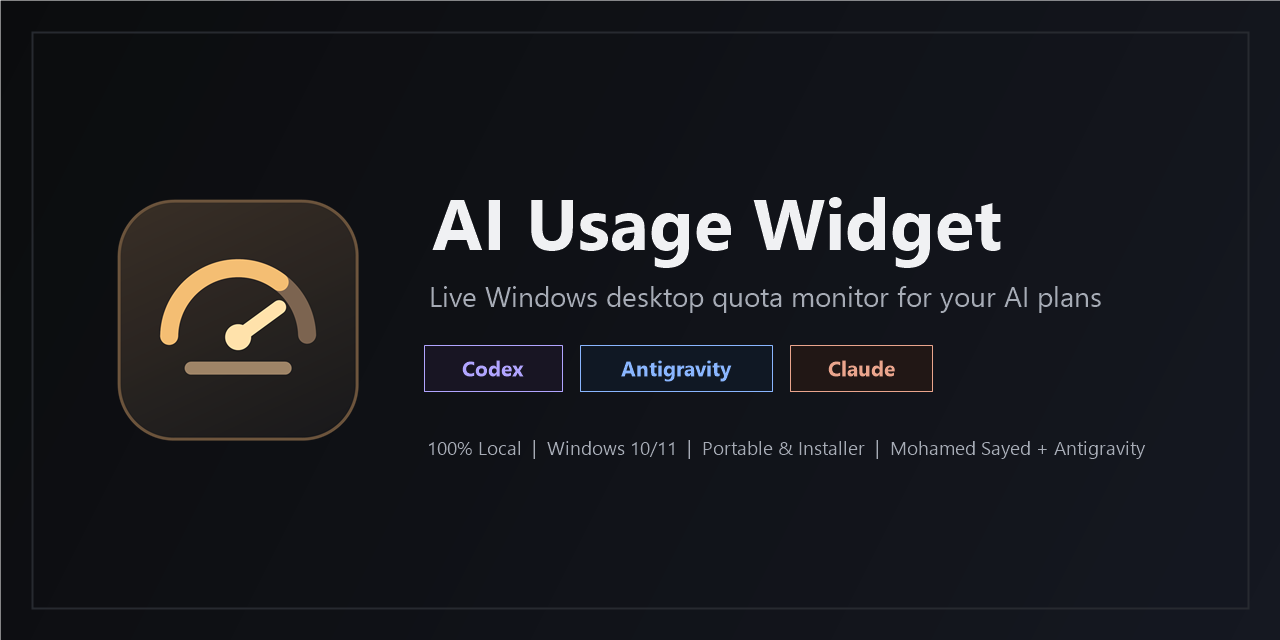 AI Usage Widget
Live Windows desktop quota monitor for your AI plans
Codex Antigravity Claude
100% Local | Windows 10/11 | Portable & Installer | Mohamed Sayed + Antigravity